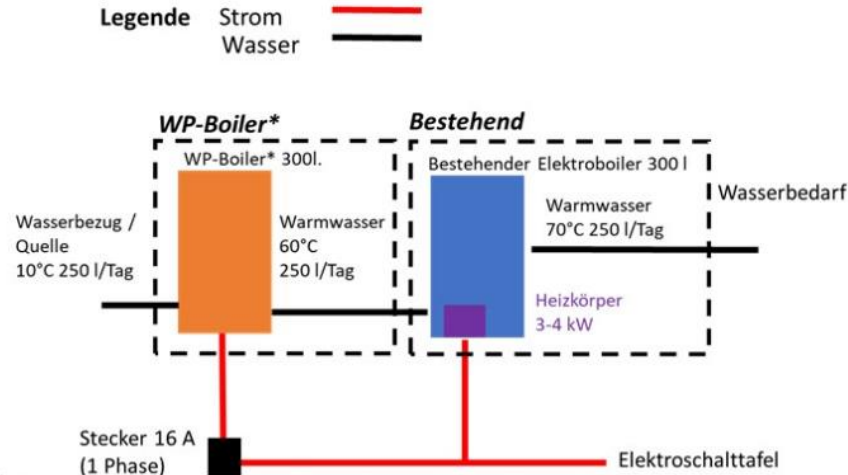 Legende Strom
Wasser
WP-Boiler*
Bestehend
WP-Boiler* 300l.
Bestehender Elektroboiler 300 l
Wasserbezug /
Quelle
10°C 250 l/Tag
Warmwasser
60°C
250 l/Tag
Warmwasser
70°C 250 l/Tag
Wasserbedarf
Heizkörper
3-4 kW
Stecker 16 A
(1 Phase)
Elektroschalttafel